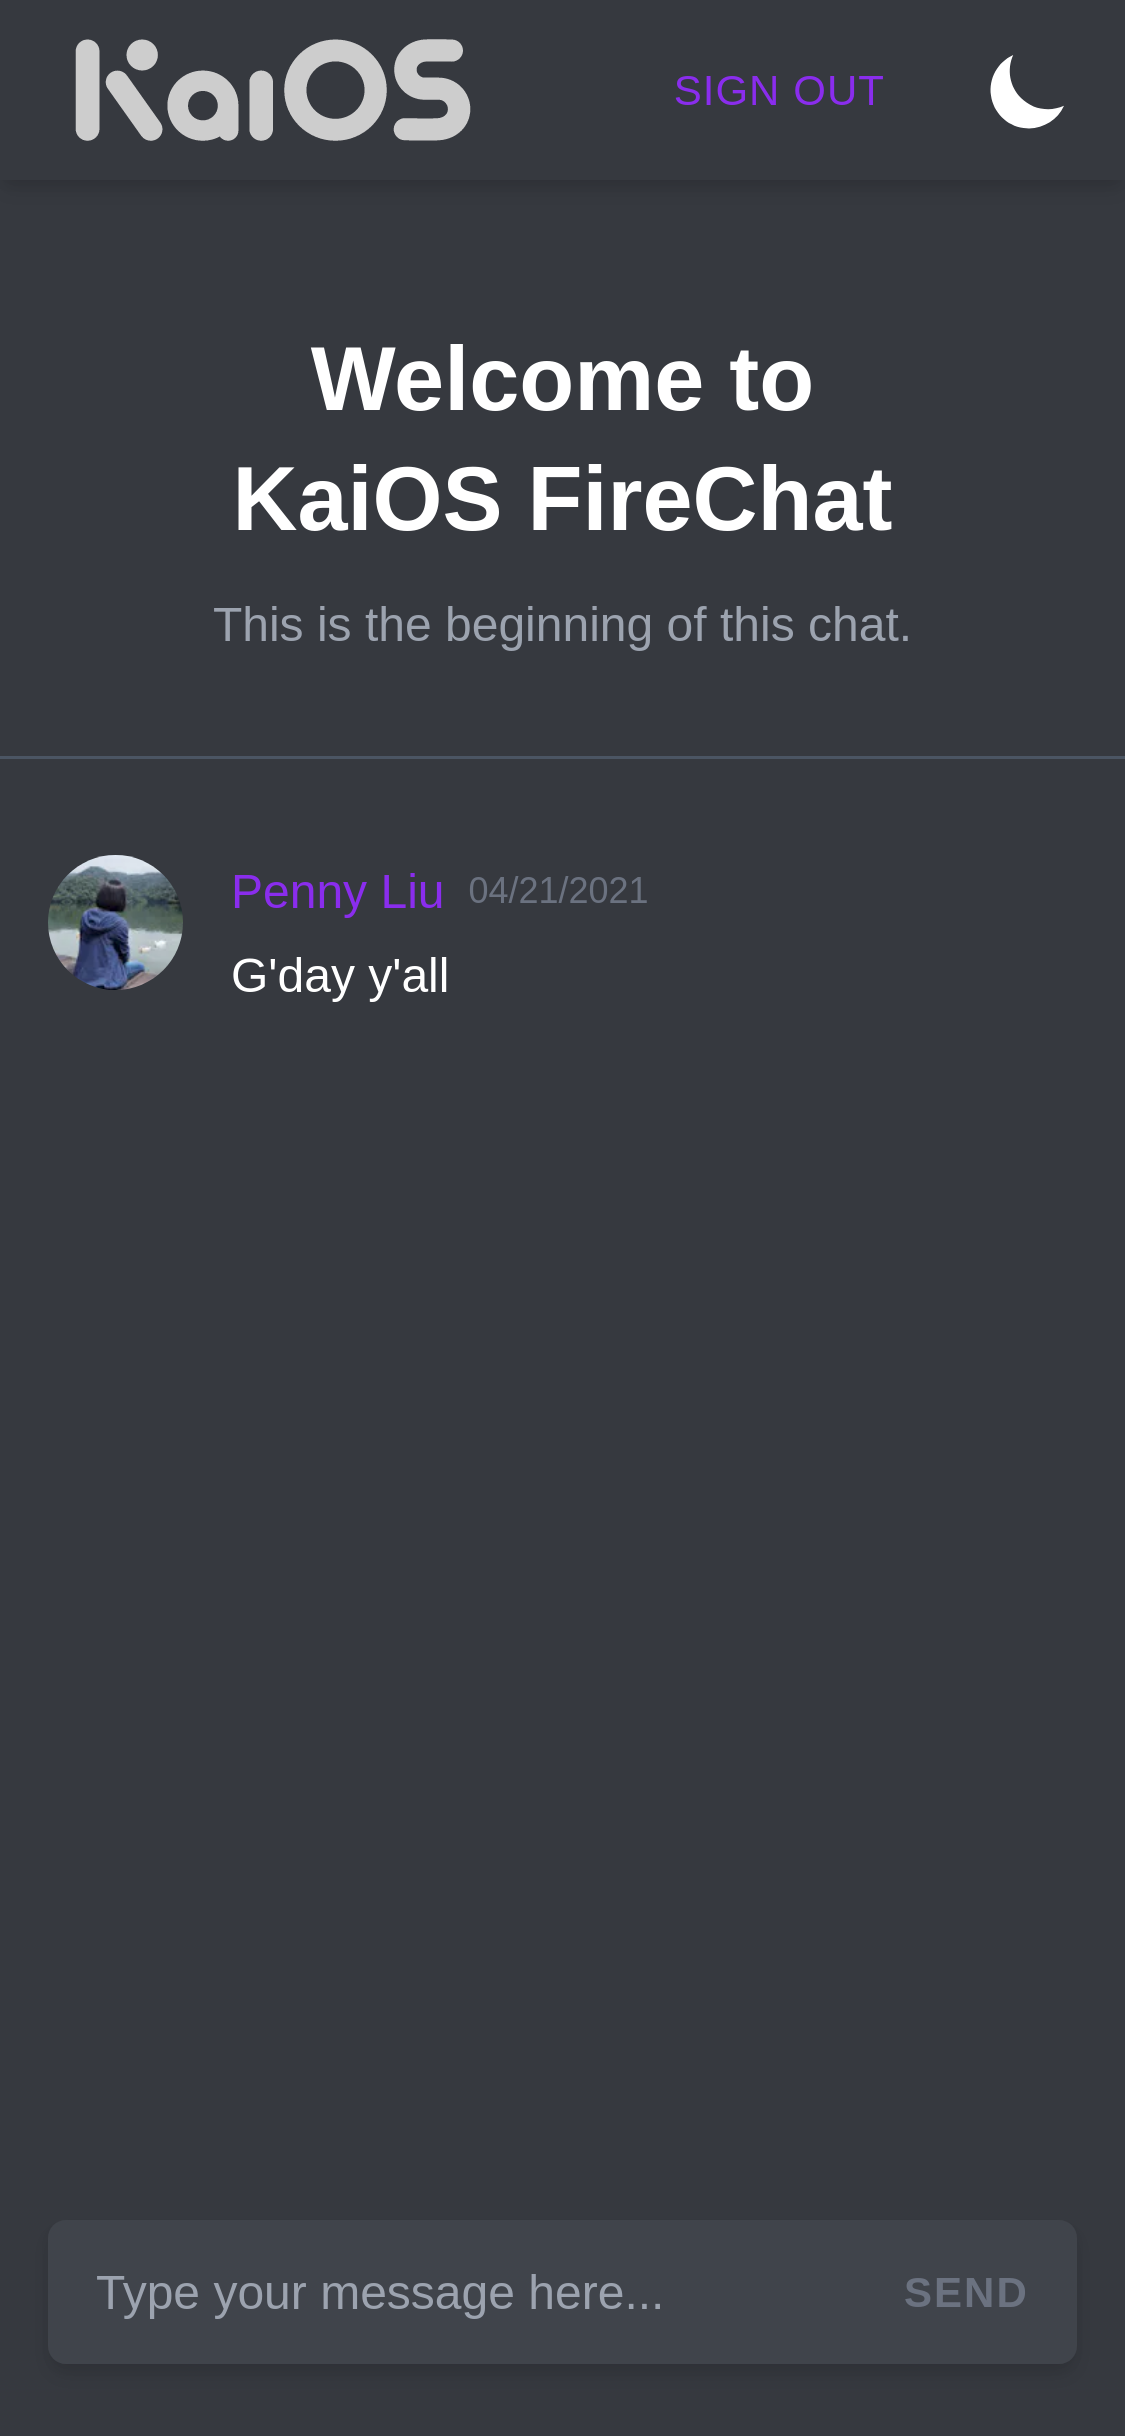 KaiOS SIGN OUT
Welcome to
KaiOS FireChat
This is the beginning of this chat.
Penny Liu 04/21/2021
G'day y'all
Type your message here... SEND